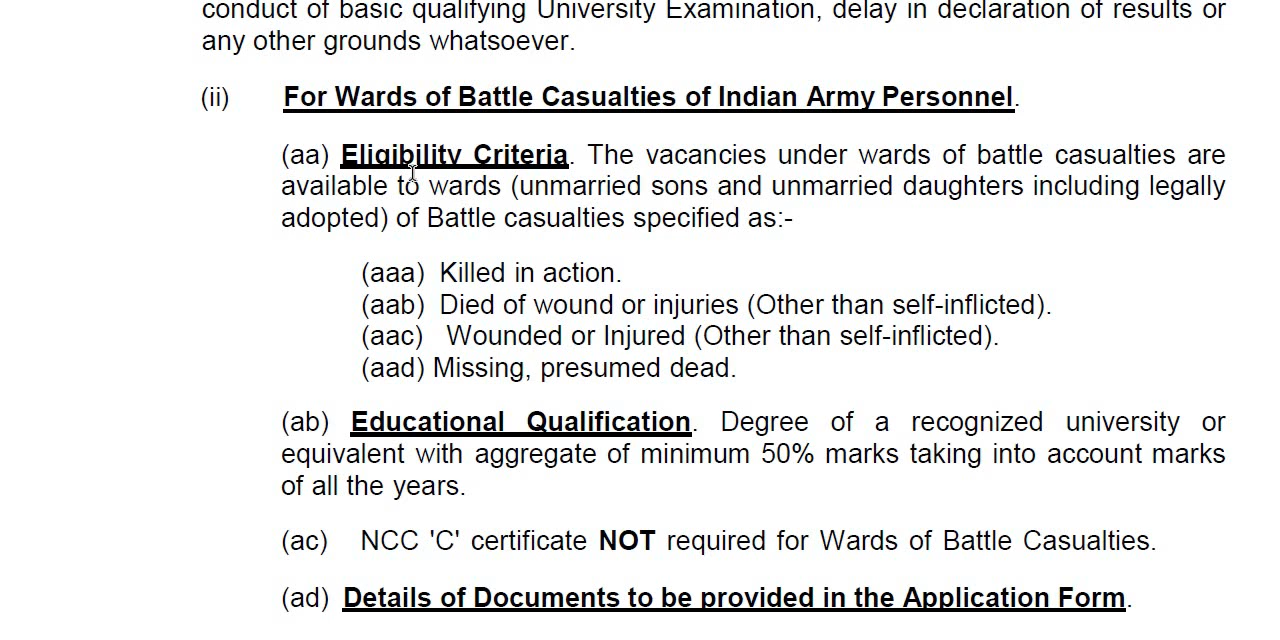 conduct of basic qualifying University Examination, delay in declaration of results or
any other grounds whatsoever.
(ii) For Wards of Battle Casualties of Indian Army Personnel.
(aa) Eligibility Criteria. The vacancies under wards of battle casualties are
available to wards (unmarried sons and unmarried daughters including legally
adopted) of Battle casualties specified as:-
(aaa) Killed in action.
(aab) Died of wound or injuries (Other than self-inflicted).
(aac) Wounded or Injured (Other than self-inflicted).
(aad) Missing, presumed dead.
(ab) Educational Qualification. Degree of a recognized university or
equivalent with aggregate of minimum 50% marks taking into account marks
of all the years.
(ac) NCC 'C' certificate NOT required for Wards of Battle Casualties.
(ad) Details of Documents to be provided in the Application Form.